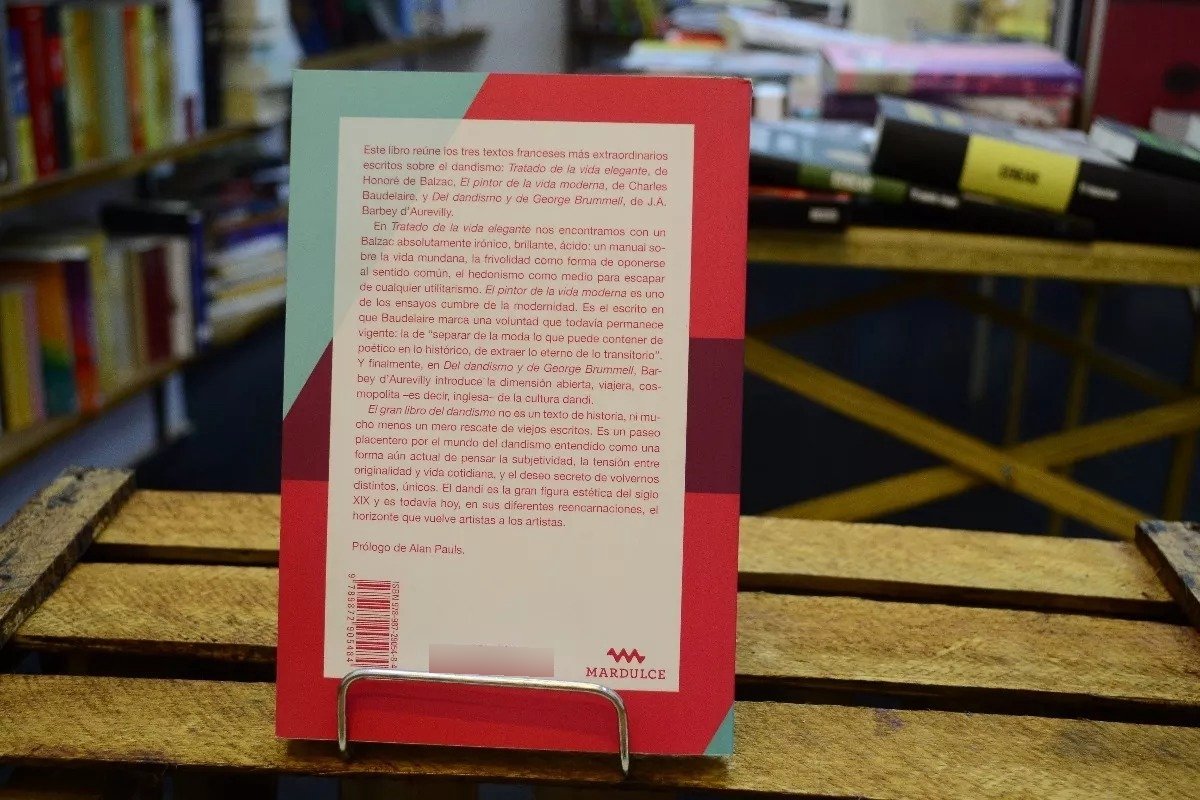 Este libro reúne los tres textos franceses más extraordinarios
escritos sobre el dandismo: Tratado de la vida elegante, de
Honoré de Balzac, El pintor de la vida moderna, de Charles
Baudelaire, y Del dandismo y de George Brummell, de J.A.
Barbey d'Aurevilly.
En Tratado de la vida elegante nos encontramos con un
Balzac absolutamente irónico, brillante, ácido: un manual so-
bre la vida mundana, la frivolidad como forma de oponerse
al sentido común, el hedonismo como medio para escapar
de cualquier utilitarismo. El pintor de la vida moderna es uno
de los ensayos cumbre de la modernidad. Es el escrito en
que Baudelaire marca una voluntad que todavía permanece
vigente: la de "separar de la moda lo que puede contener de
poético en lo histórico, de extraer lo eterno de lo transitorio".
Y finalmente, en Del dandismo y de George Brummell, Bar-
bey d'Aurevilly introduce la dimensión abierta, viajera, cos-
mopolita –es decir, inglesa– de la cultura dandi.
El gran libro del dandismo no es un texto de historia, ni mu-
cho menos un mero rescate de viejos escritos. Es un paseo
placentero por el mundo del dandismo entendido como una
forma aún actual de pensar la subjetividad, la tensión entre
originalidad y vida cotidiana, y el deseo secreto de volvernos
distintos, únicos. El dandi es la gran figura estética del siglo
XIX y es todavía hoy, en sus diferentes reencarnaciones, el
horizonte que vuelve artistas a los artistas.
Prólogo de Alan Pauls.
ISBN 978-987-29054-8-4
9 789872 905484
MARDULCE